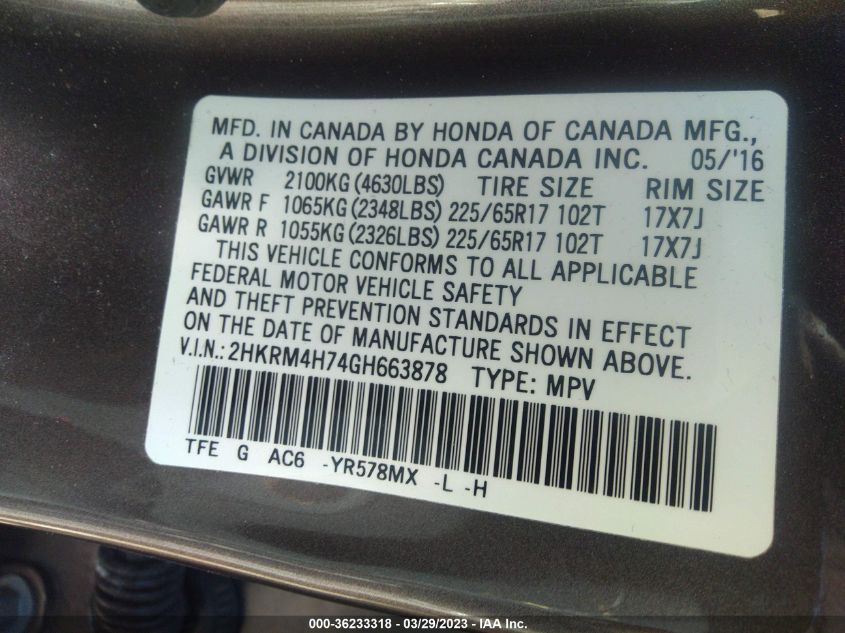 MFD. IN CANADA BY HONDA OF CANADA MFG.,
A DIVISION OF HONDA CANADA INC. 05/'16
GVWR 2100KG (4630LBS) TIRE SIZE RIM SIZE
GAWR F 1065KG (2348LBS) 225/65R17 102T 17X7J
GAWR R 1055KG (2326LBS) 225/65R17 102T 17X7J
THIS VEHICLE CONFORMS TO ALL APPLICABLE
FEDERAL MOTOR VEHICLE SAFETY
AND THEFT PREVENTION STANDARDS IN EFFECT
ON THE DATE OF MANUFACTURE SHOWN ABOVE.
V.I.N.: 2HKRM4H74GH663878 TYPE: MPV
TFE G AC6 -YR578MX -L -H
000-36233318 - 03/29/2023 - IAA Inc.